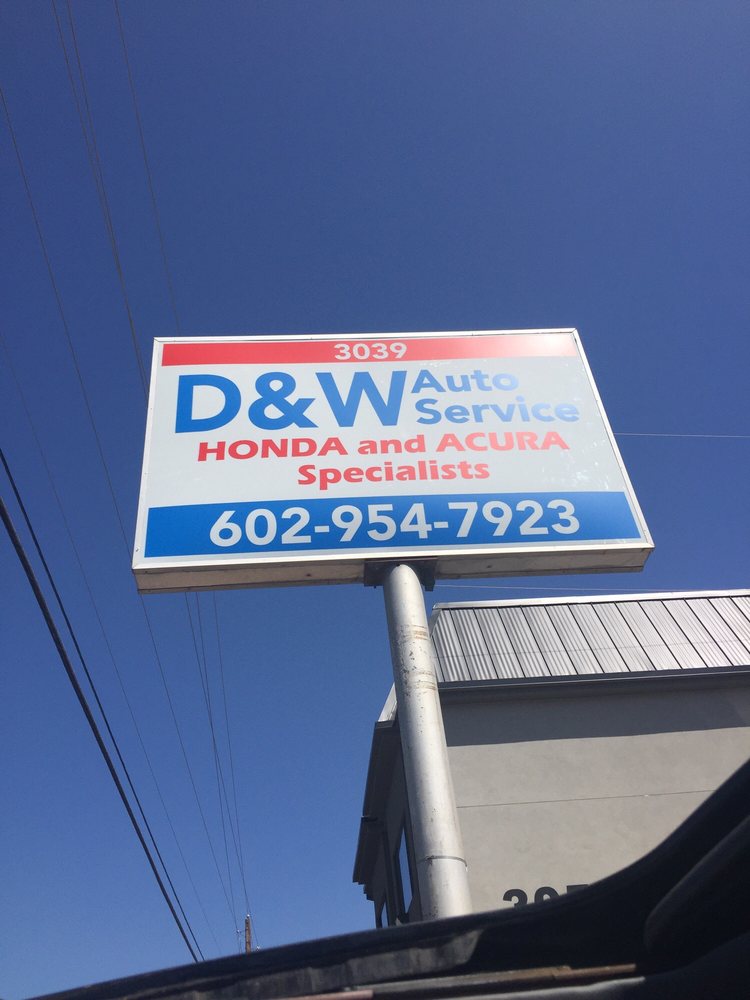 3039
D&W Auto Service
HONDA and ACURA
Specialists
602-954-7923